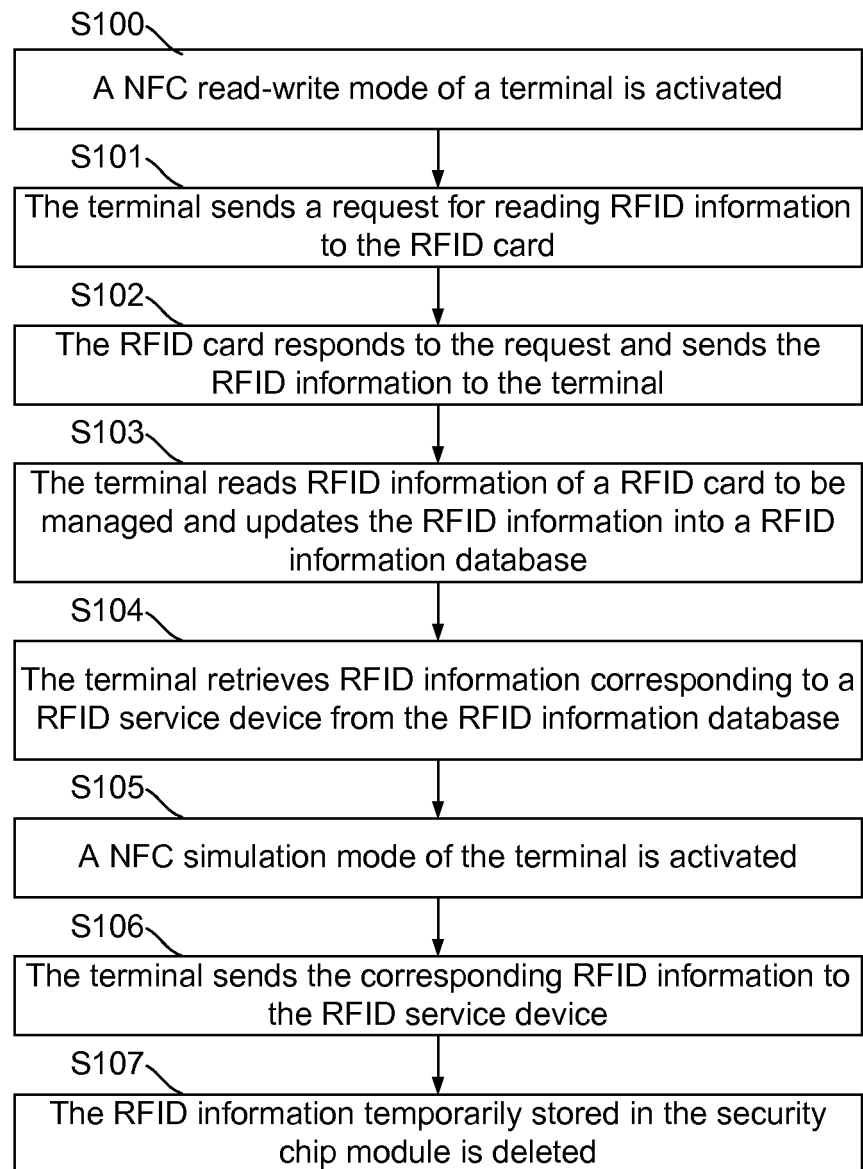 S100
A NFC read-write mode of a terminal is activated
S101
The terminal sends a request for reading RFID information
to the RFID card
S102
The RFID card responds to the request and sends the
RFID information to the terminal
S103
The terminal reads RFID information of a RFID card to be
managed and updates the RFID information into a RFID
information database
S104
The terminal retrieves RFID information corresponding to a
RFID service device from the RFID information database
S105
A NFC simulation mode of the terminal is activated
S106
The terminal sends the corresponding RFID information to
the RFID service device
S107
The RFID information temporarily stored in the security
chip module is deleted